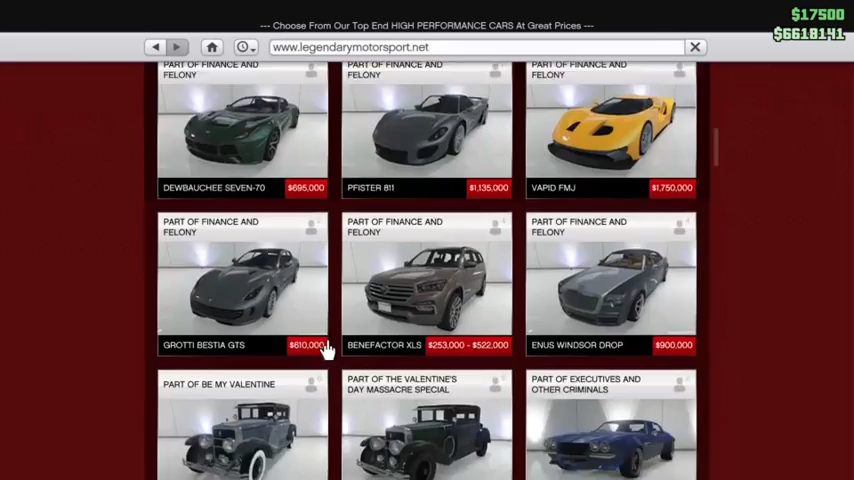 --- Choose From Our Top End HIGH PERFORMANCE CARS At Great Prices ---
$17500
$6618141
www.legendarymotorsport.net
PART OF FINANCE AND
FELONY
PART OF FINANCE AND
FELONY
PART OF FINANCE AND
FELONY
DEWBAUCHEE SEVEN-70 $695,000
PFISTER 811 $1,135,000
VAPID FMJ $1,750,000
PART OF FINANCE AND
FELONY
PART OF FINANCE AND
FELONY
PART OF FINANCE AND
FELONY
GROTTI BESTIA GTS $610,000
BENEFACTOR XLS $253,000 - $522,000
ENUS WINDSOR DROP $900,000
PART OF BE MY VALENTINE
PART OF THE VALENTINE'S
DAY MASSACRE SPECIAL
PART OF EXECUTIVES AND
OTHER CRIMINALS